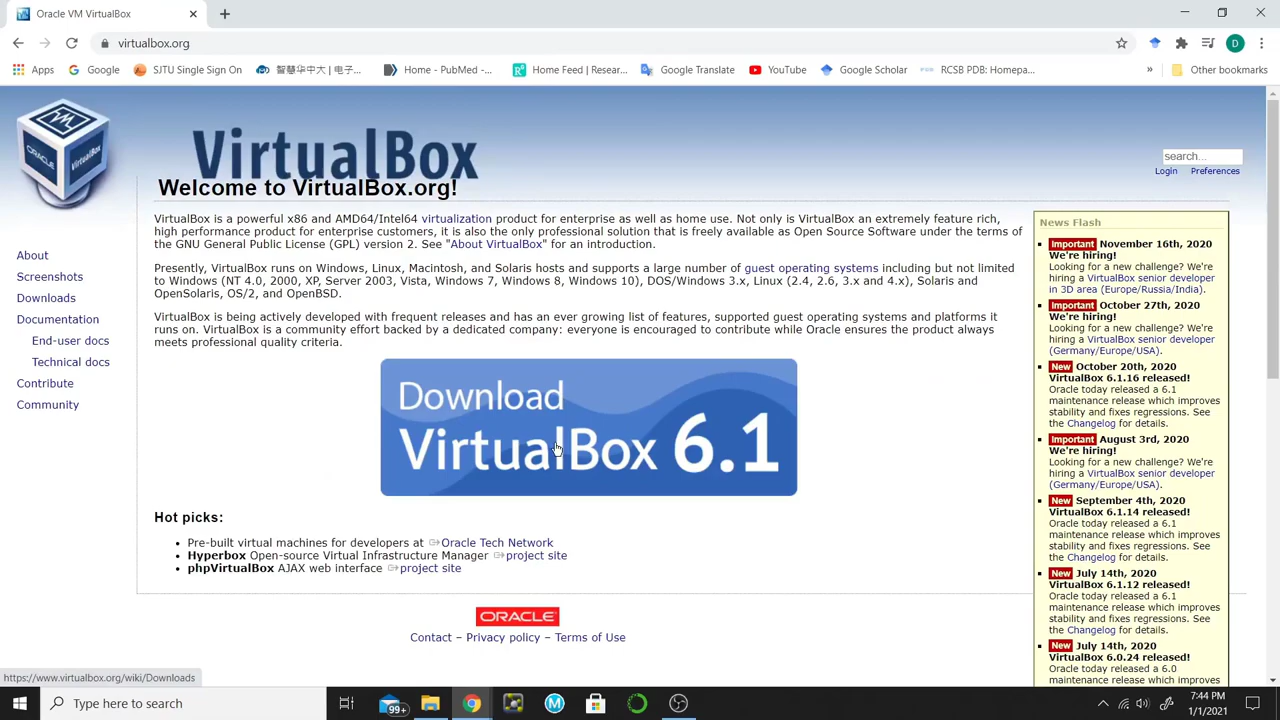 Oracle VM VirtualBox
virtualbox.org
D
Apps
Google
SJTU Single Sign On
智慧华中大 | 电子...
Home - PubMed - ...
Home Feed | Resear...
Google Translate
YouTube
Google Scholar
RCSB PDB: Homepa...
»
Other bookmarks
ORACLE
VirtualBox
VirtualBox
search...
Login
Preferences
Welcome to VirtualBox.org!
VirtualBox is a powerful x86 and AMD64/Intel64 virtualization product for enterprise as well as home use. Not only is VirtualBox an extremely feature rich,
high performance product for enterprise customers, it is also the only professional solution that is freely available as Open Source Software under the terms of
the GNU General Public License (GPL) version 2. See "About VirtualBox" for an introduction.
Presently, VirtualBox runs on Windows, Linux, Macintosh, and Solaris hosts and supports a large number of guest operating systems including but not limited
to Windows (NT 4.0, 2000, XP, Server 2003, Vista, Windows 7, Windows 8, Windows 10), DOS/Windows 3.x, Linux (2.4, 2.6, 3.x and 4.x), Solaris and
OpenSolaris, OS/2, and OpenBSD.
VirtualBox is being actively developed with frequent releases and has an ever growing list of features, supported guest operating systems and platforms it
runs on. VirtualBox is a community effort backed by a dedicated company: everyone is encouraged to contribute while Oracle ensures the product always
meets professional quality criteria.
About
Screenshots
Downloads
Documentation
End-user docs
Technical docs
Contribute
Community
Download
VirtualBox 6.1
Hot picks:
Pre-built virtual machines for developers at Oracle Tech Network
Hyperbox Open-source Virtual Infrastructure Manager project site
phpVirtualBox AJAX web interface project site
ORACLE
Contact – Privacy policy – Terms of Use
News Flash
Important November 16th, 2020
We're hiring!
Looking for a new challenge? We're
hiring a VirtualBox senior developer
in 3D area (Europe/Russia/India).
Important October 27th, 2020
We're hiring!
Looking for a new challenge? We're
hiring a VirtualBox senior developer
(Germany/Europe/USA).
New October 20th, 2020
VirtualBox 6.1.16 released!
Oracle today released a 6.1
maintenance release which improves
stability and fixes regressions. See
the Changelog for details.
Important August 3rd, 2020
We're hiring!
Looking for a new challenge? We're
hiring a VirtualBox senior developer
(Germany/Europe/USA).
New September 4th, 2020
VirtualBox 6.1.14 released!
Oracle today released a 6.1
maintenance release which improves
stability and fixes regressions. See
the Changelog for details.
New July 14th, 2020
VirtualBox 6.1.12 released!
Oracle today released a 6.1
maintenance release which improves
stability and fixes regressions. See
the Changelog for details.
New July 14th, 2020
VirtualBox 6.0.24 released!
Oracle today released a 6.0
maintenance release which improves
https://www.virtualbox.org/wiki/Downloads
Type here to search
99+
7:44 PM
1/1/2021